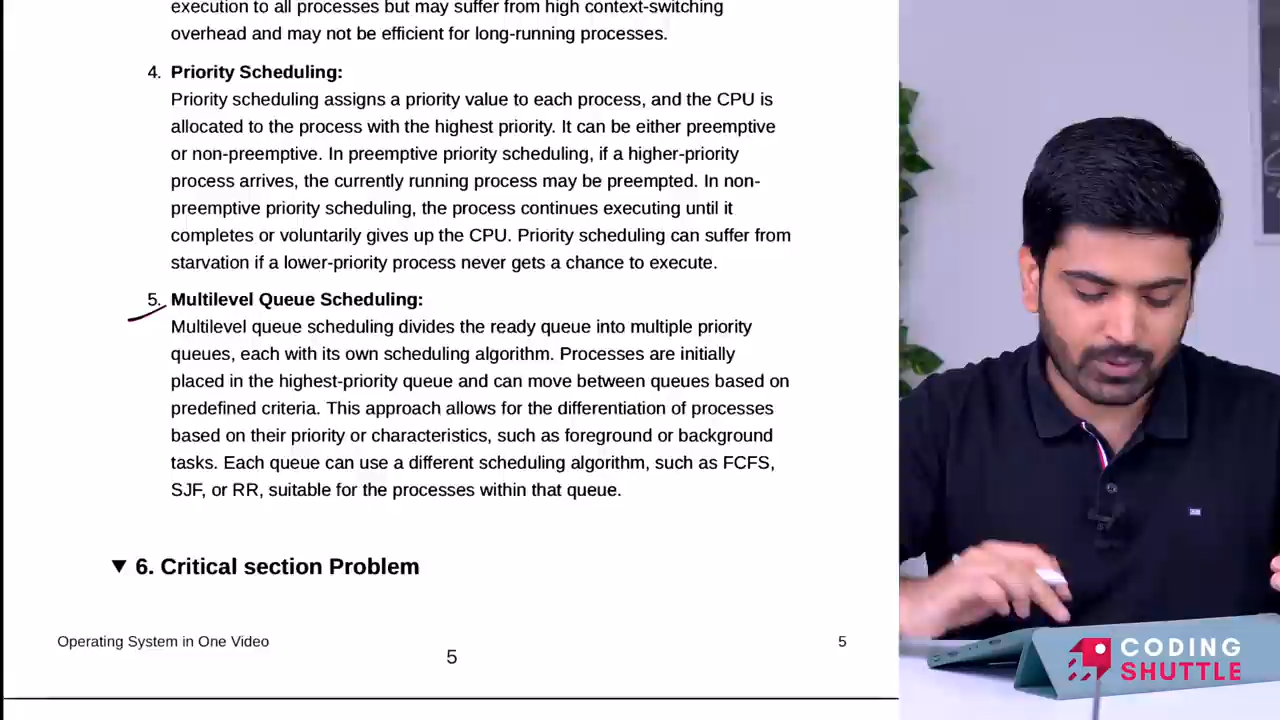 execution to all processes but may suffer from high context-switching
overhead and may not be efficient for long-running processes.
4. Priority Scheduling:
Priority scheduling assigns a priority value to each process, and the CPU is
allocated to the process with the highest priority. It can be either preemptive
or non-preemptive. In preemptive priority scheduling, if a higher-priority
process arrives, the currently running process may be preempted. In non-
preemptive priority scheduling, the process continues executing until it
completes or voluntarily gives up the CPU. Priority scheduling can suffer from
starvation if a lower-priority process never gets a chance to execute.
5. Multilevel Queue Scheduling:
Multilevel queue scheduling divides the ready queue into multiple priority
queues, each with its own scheduling algorithm. Processes are initially
placed in the highest-priority queue and can move between queues based on
predefined criteria. This approach allows for the differentiation of processes
based on their priority or characteristics, such as foreground or background
tasks. Each queue can use a different scheduling algorithm, such as FCFS,
SJF, or RR, suitable for the processes within that queue.
▼ 6. Critical section Problem
Operating System in One Video
5
5
CODING
SHUTTLE